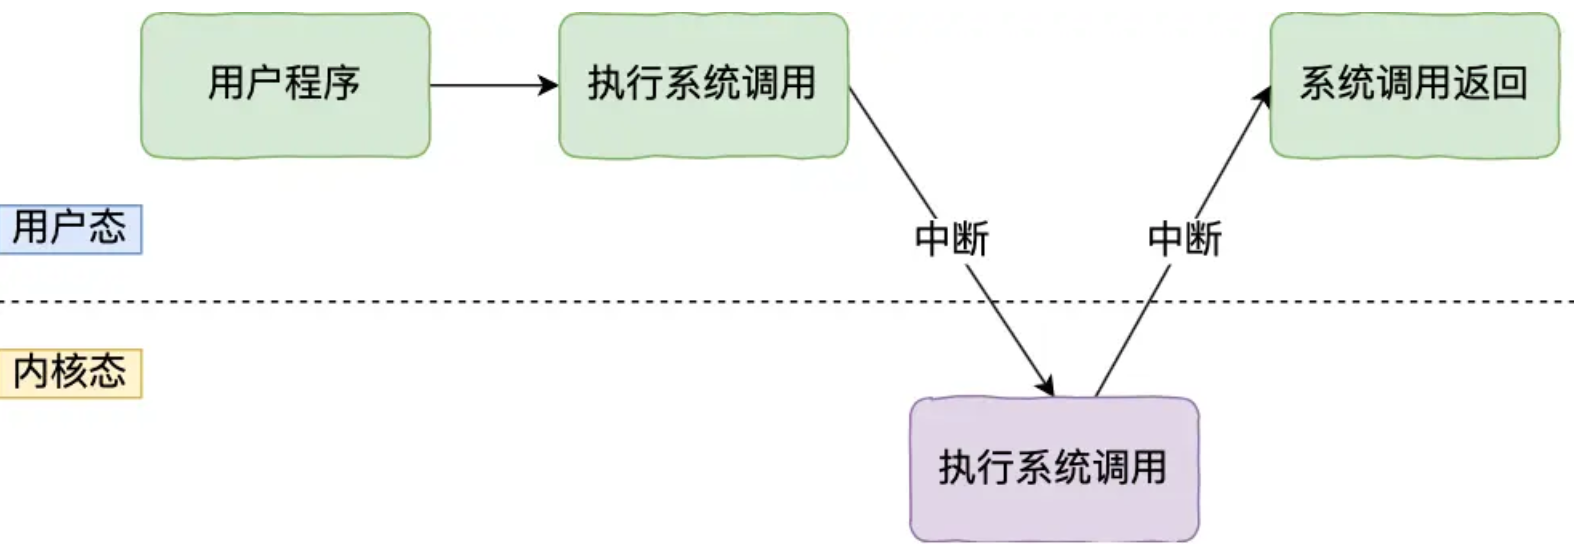 用户程序
执行系统调用
系统调用返回
用户态
中断
中断
内核态
执行系统调用